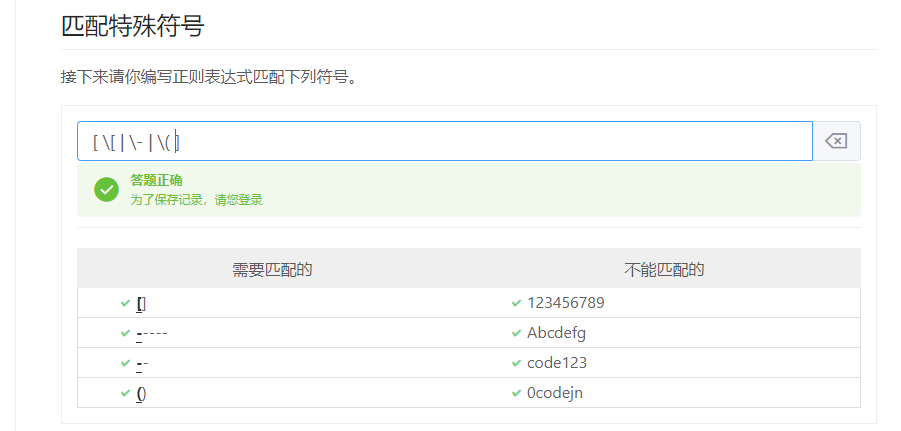 匹配特殊符号
接下来请你编写正则表达式匹配下列符号。
[ \[ | \- | \( ]
答题正确
为了保存记录，请您登录
需要匹配的 不能匹配的
[] 123456789
----- Abcdefg
-- code123
() 0codejn